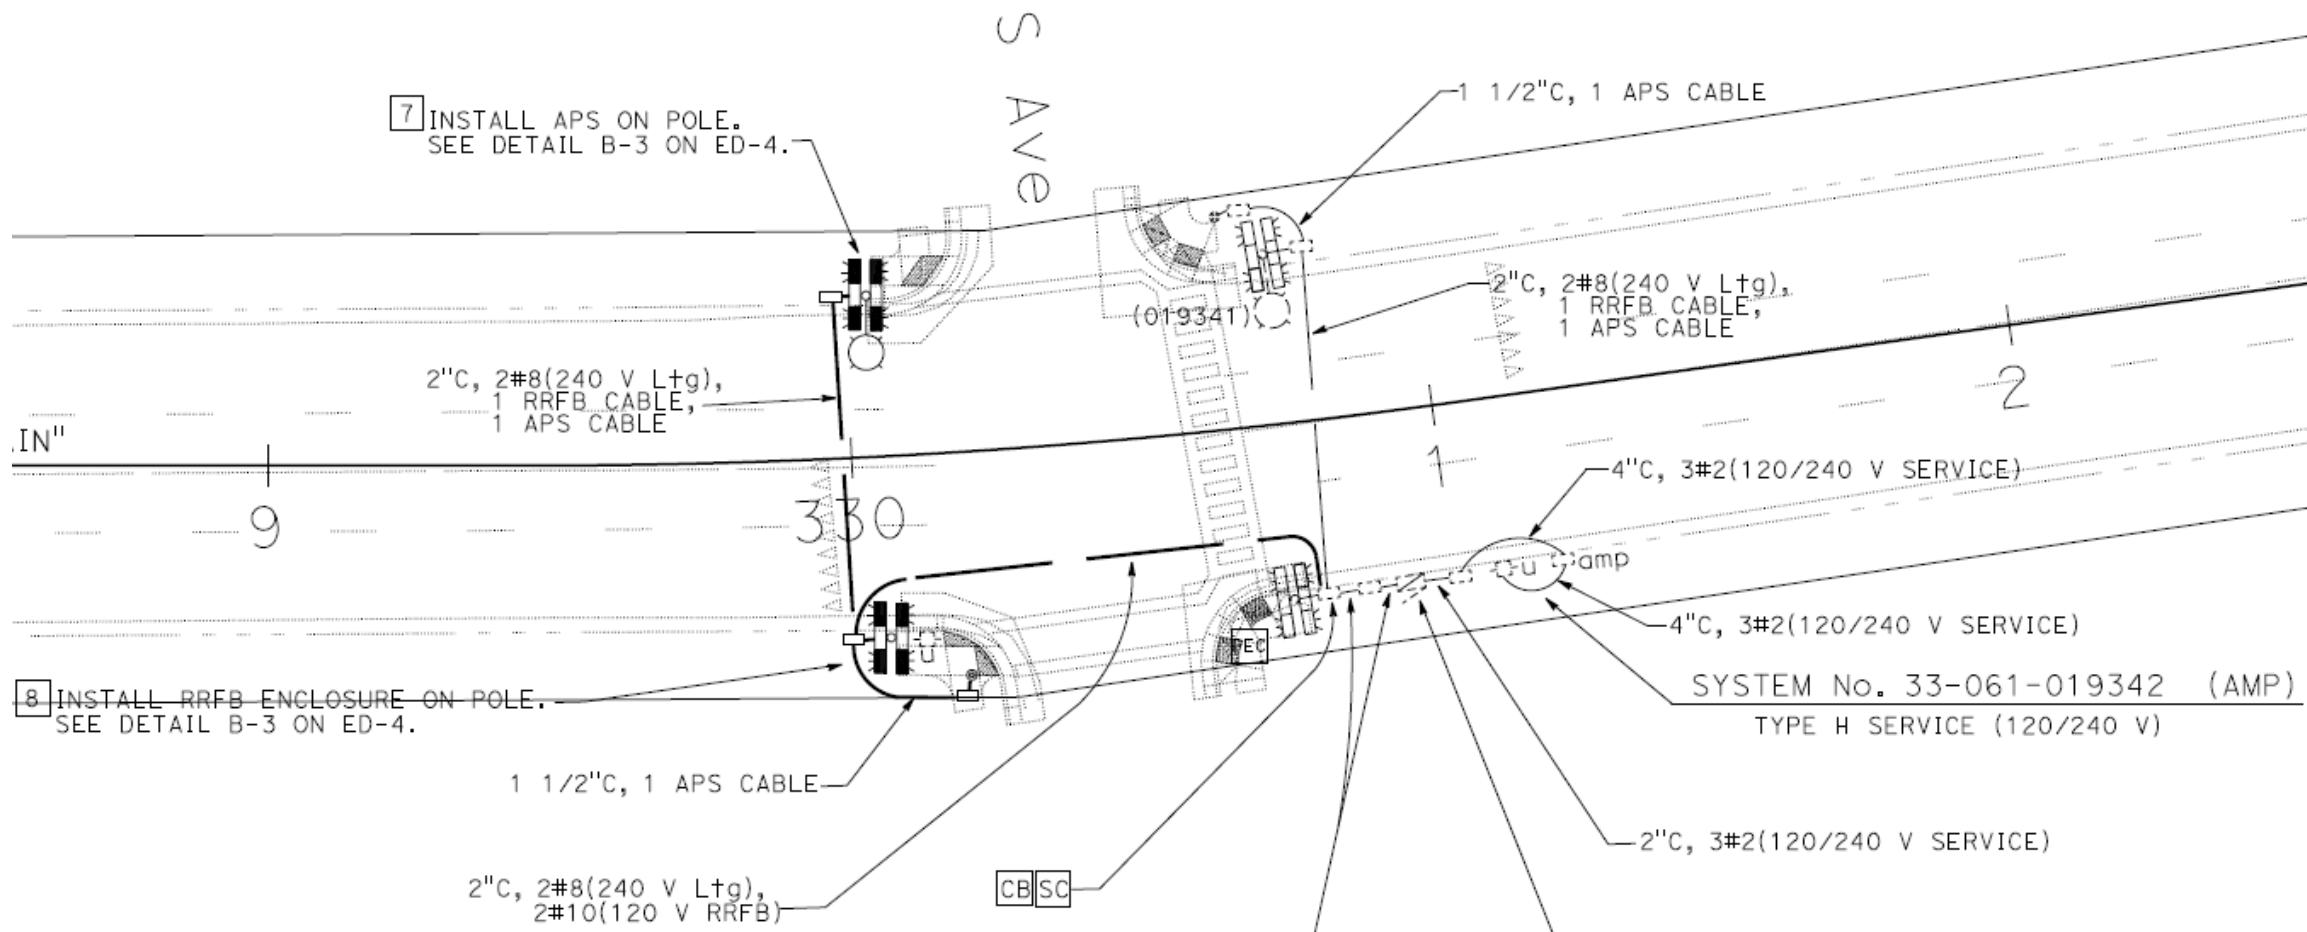 S Ave
1 1/2"C, 1 APS CABLE
7 INSTALL APS ON POLE.
SEE DETAIL B-3 ON ED-4.
2"C, 2#8(240 V Ltg),
1 RRFB CABLE,
1 APS CABLE
(019341)
2"C, 2#8(240 V Ltg),
1 RRFB CABLE,
1 APS CABLE
IN"
9
330
1
2
4"C, 3#2(120/240 V SERVICE)
u
amp
4"C, 3#2(120/240 V SERVICE)
u
PEC
8 INSTALL RRFB ENCLOSURE ON POLE.
SEE DETAIL B-3 ON ED-4.
SYSTEM No. 33-061-019342 (AMP)
TYPE H SERVICE (120/240 V)
1 1/2"C, 1 APS CABLE
2"C, 3#2(120/240 V SERVICE)
2"C, 2#8(240 V Ltg),
2#10(120 V RRFB)
CB SC